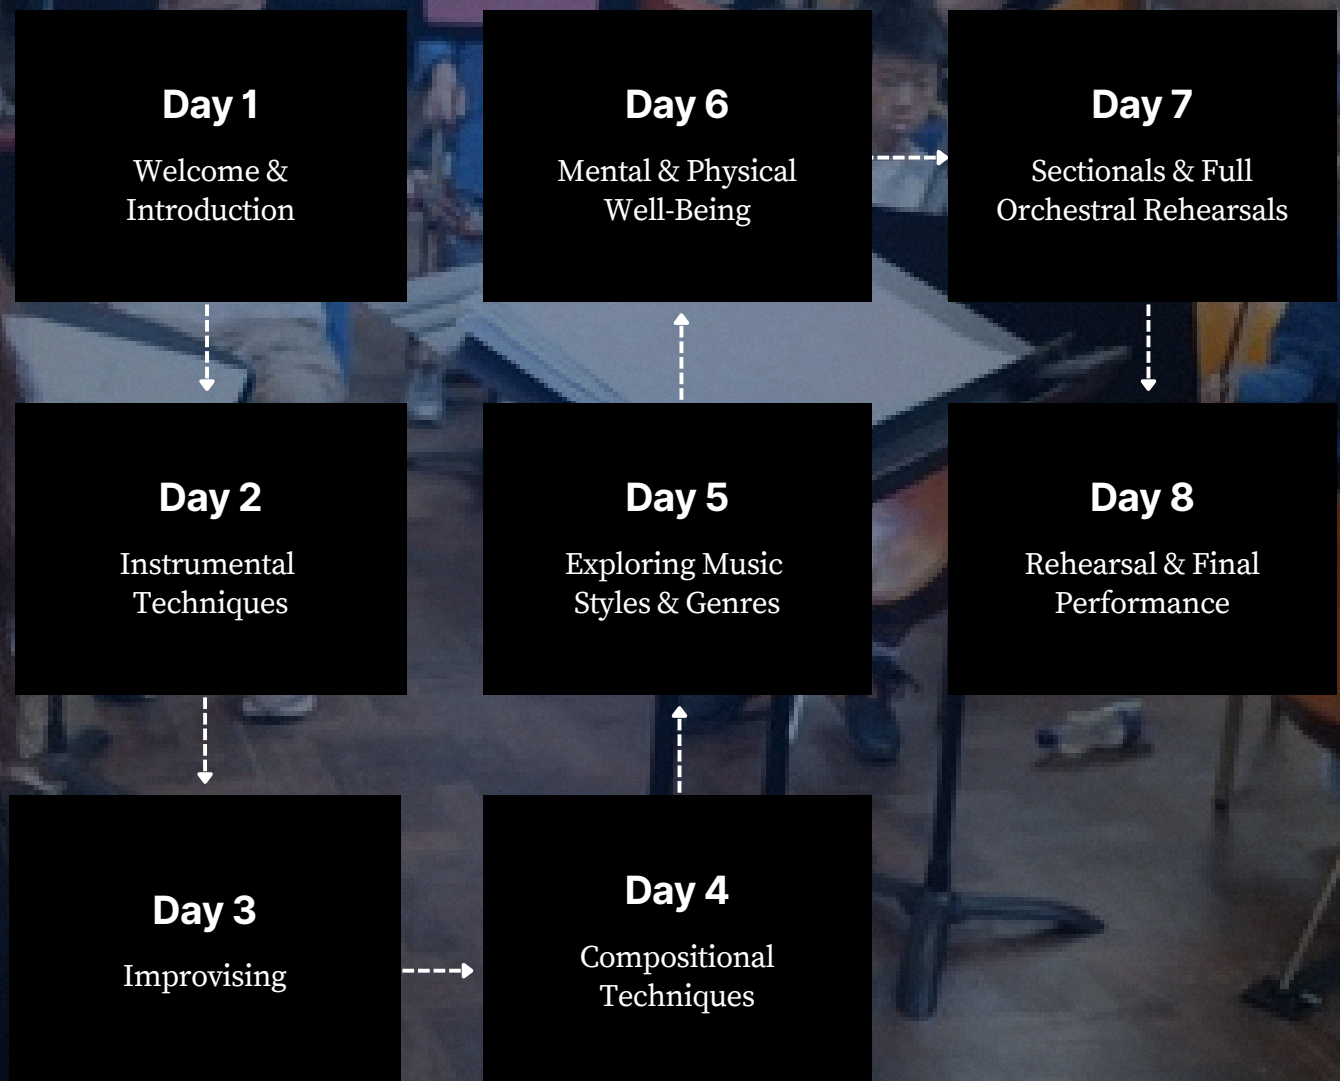 Day 1
Welcome &
Introduction
Day 2
Instrumental
Techniques
Day 3
Improvising
Day 4
Compositional
Techniques
Day 5
Exploring Music
Styles & Genres
Day 6
Mental & Physical
Well-Being
Day 7
Sectionals & Full
Orchestral Rehearsals
Day 8
Rehearsal & Final
Performance